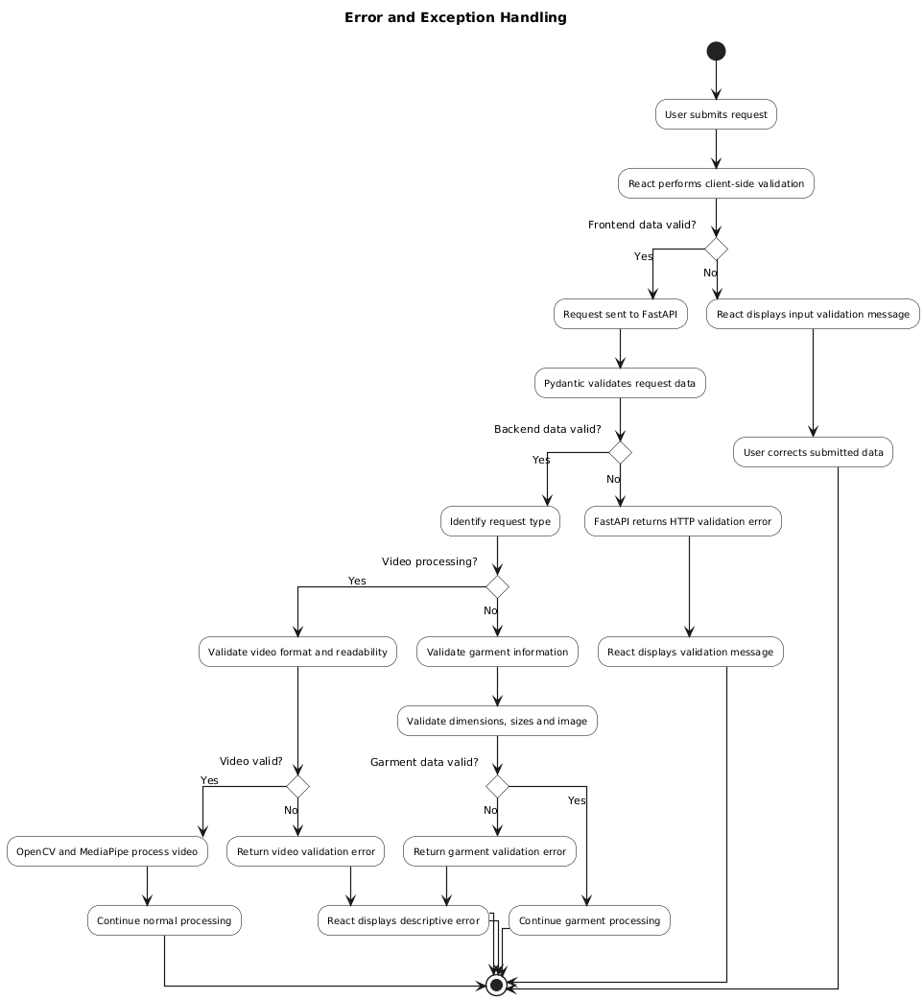 Error and Exception Handling
User submits request
React performs client-side validation
Frontend data valid?
Yes
No
Request sent to FastAPI
React displays input validation message
Pydantic validates request data
Backend data valid?
Yes
No
User corrects submitted data
Identify request type
FastAPI returns HTTP validation error
Video processing?
Yes
No
Validate video format and readability
Validate garment information
React displays validation message
Validate dimensions, sizes and image
Video valid?
Garment data valid?
Yes
No
No
Yes
OpenCV and MediaPipe process video
Return video validation error
Return garment validation error
Continue normal processing
React displays descriptive error
Continue garment processing